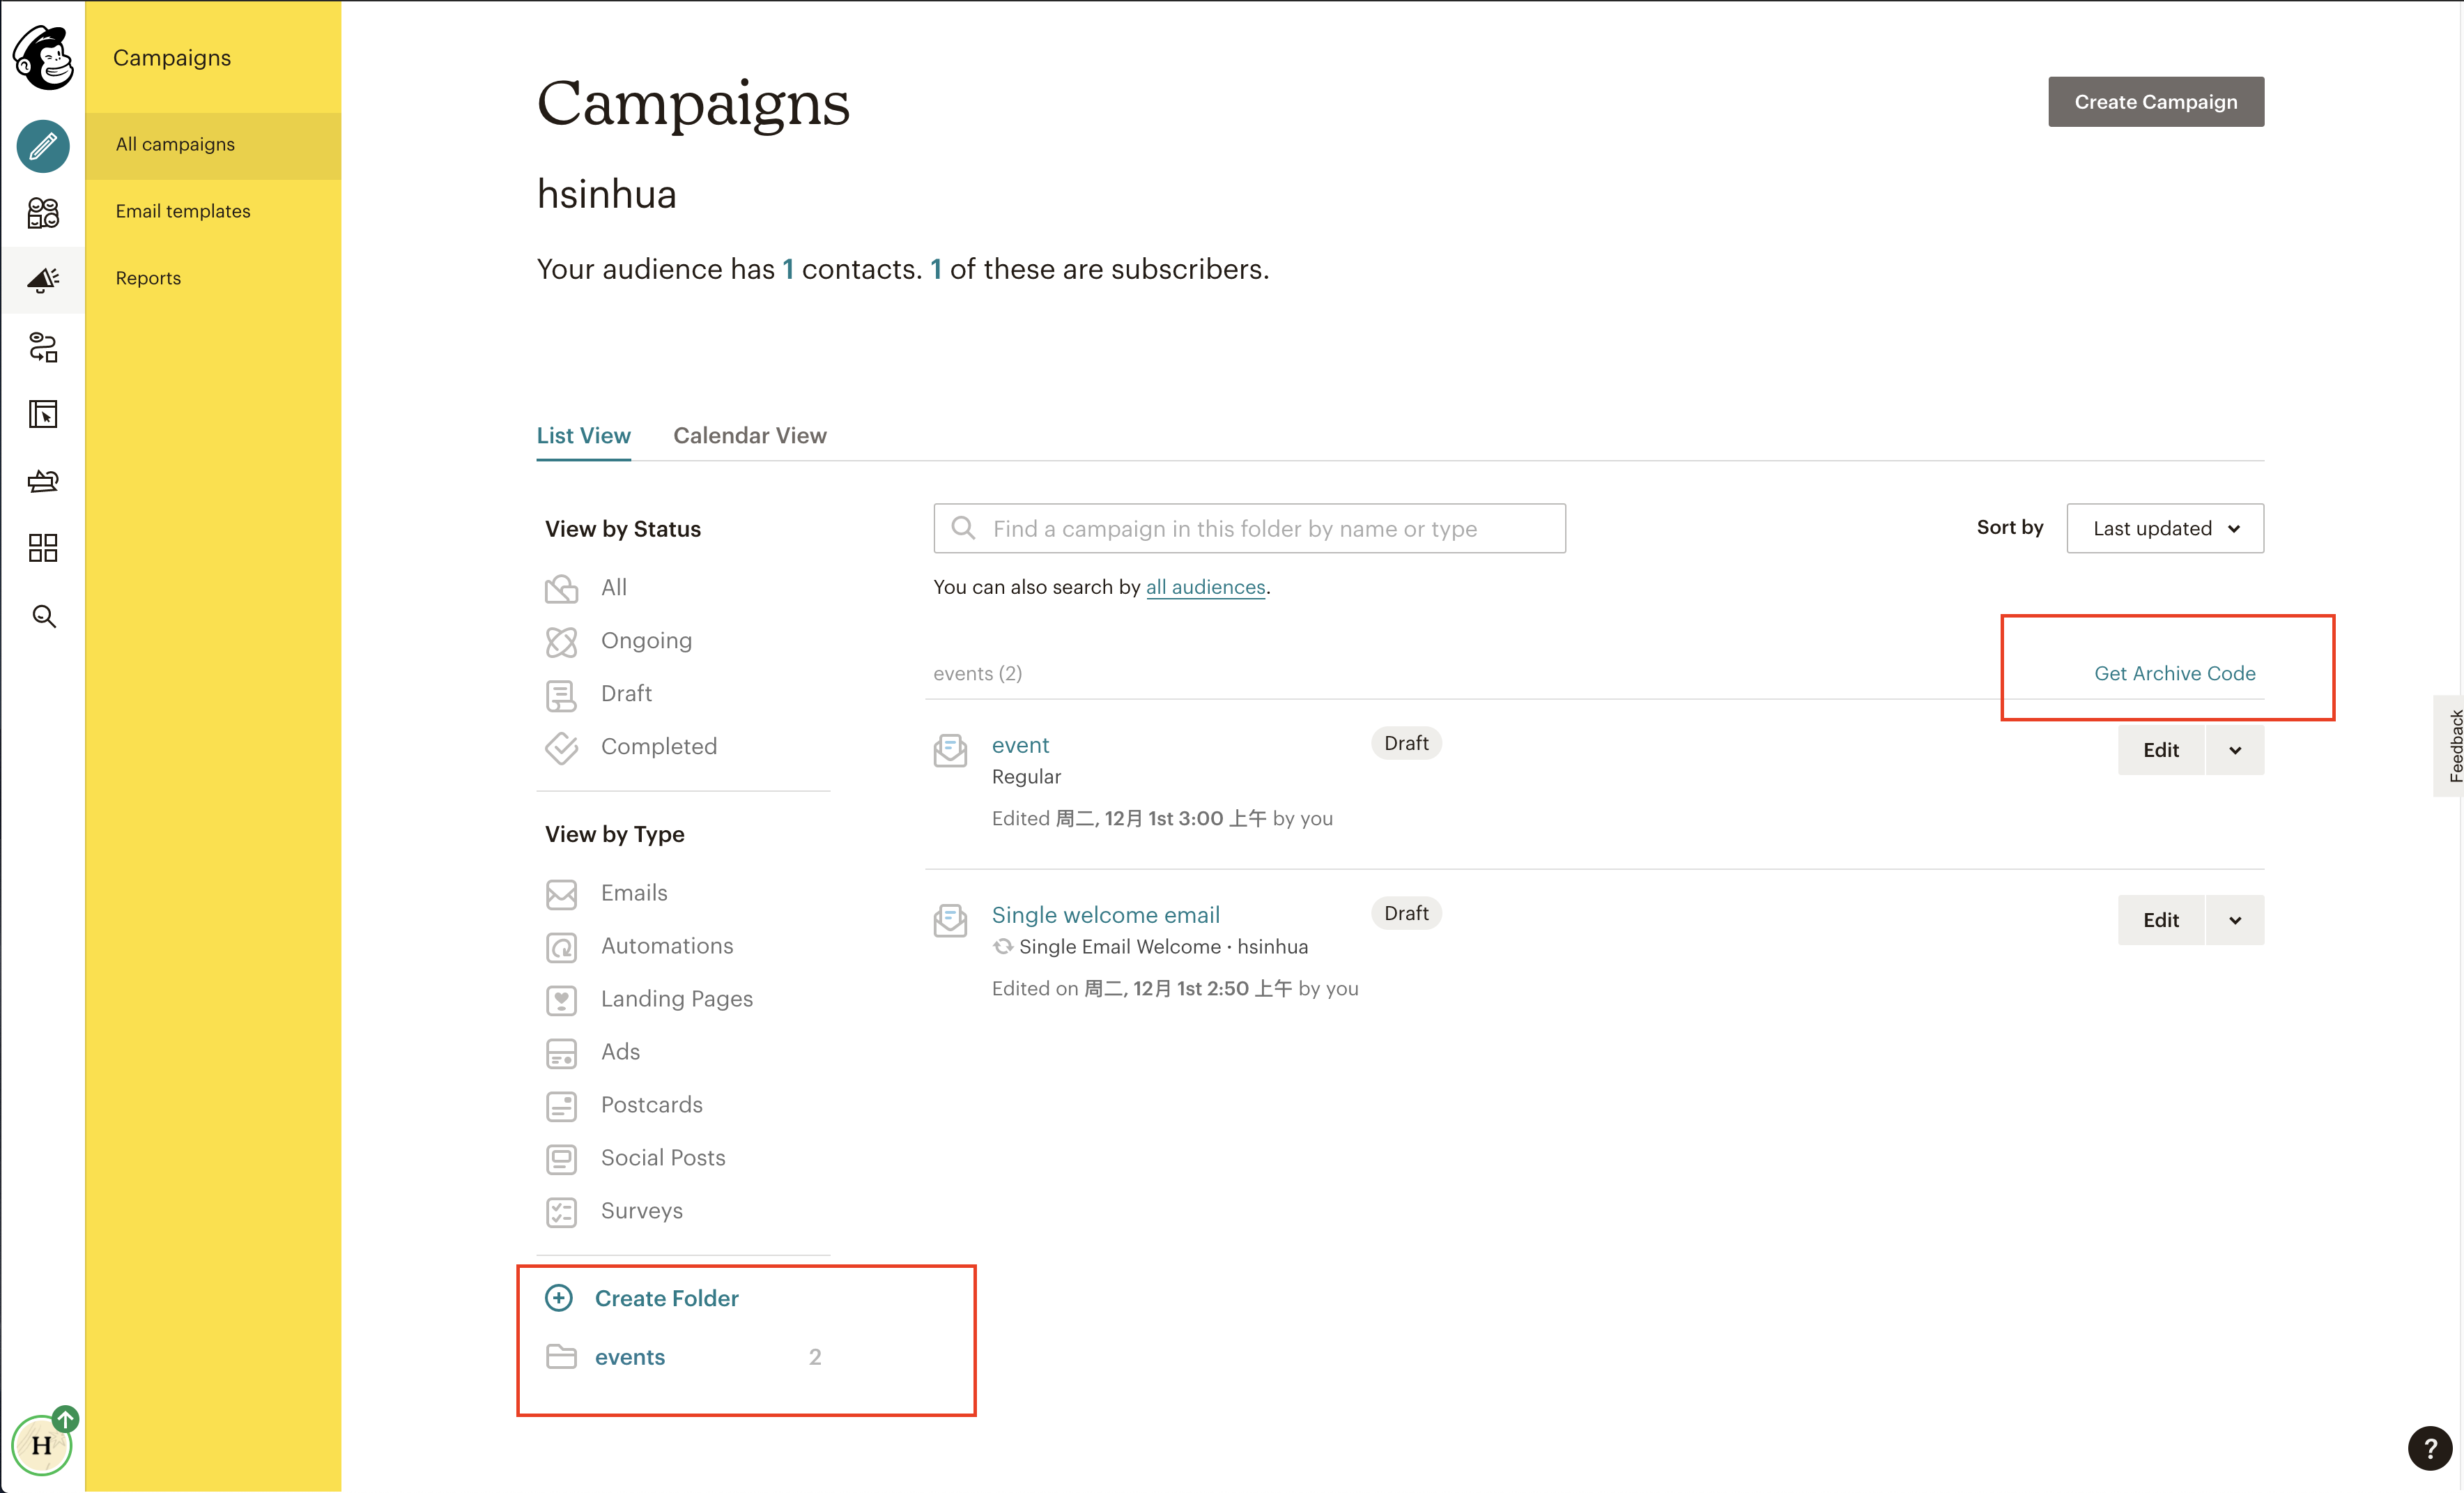 Campaigns
All campaigns
Email templates
Reports
H
Campaigns
Create Campaign
hsinhua
Your audience has 1 contacts. 1 of these are subscribers.
List View Calendar View
View by Status
All
Ongoing
Draft
Completed
View by Type
Emails
Automations
Landing Pages
Ads
Postcards
Social Posts
Surveys
Create Folder
events 2
Find a campaign in this folder by name or type
Sort by Last updated
You can also search by all audiences.
events (2) Get Archive Code
event Draft Edit
Regular
Edited 周二, 12月 1st 3:00 上午 by you
Single welcome email Draft Edit
Single Email Welcome · hsinhua
Edited on 周二, 12月 1st 2:50 上午 by you
Feedback
?